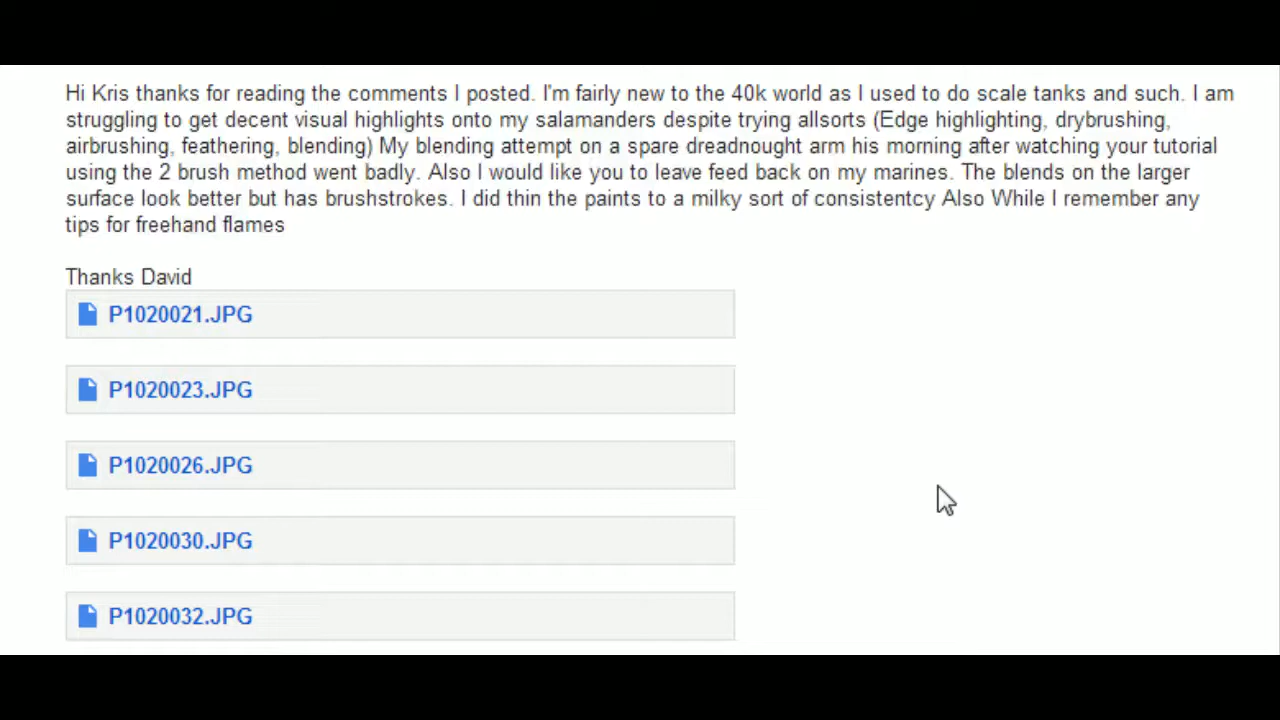 Hi Kris thanks for reading the comments I posted. I'm fairly new to the 40k world as I used to do scale tanks and such. I am
struggling to get decent visual highlights onto my salamanders despite trying allsorts (Edge highlighting, drybrushing,
airbrushing, feathering, blending) My blending attempt on a spare dreadnought arm his morning after watching your tutorial
using the 2 brush method went badly. Also I would like you to leave feed back on my marines. The blends on the larger
surface look better but has brushstrokes. I did thin the paints to a milky sort of consistentcy Also While I remember any
tips for freehand flames
Thanks David
P1020021.JPG
P1020023.JPG
P1020026.JPG
P1020030.JPG
P1020032.JPG